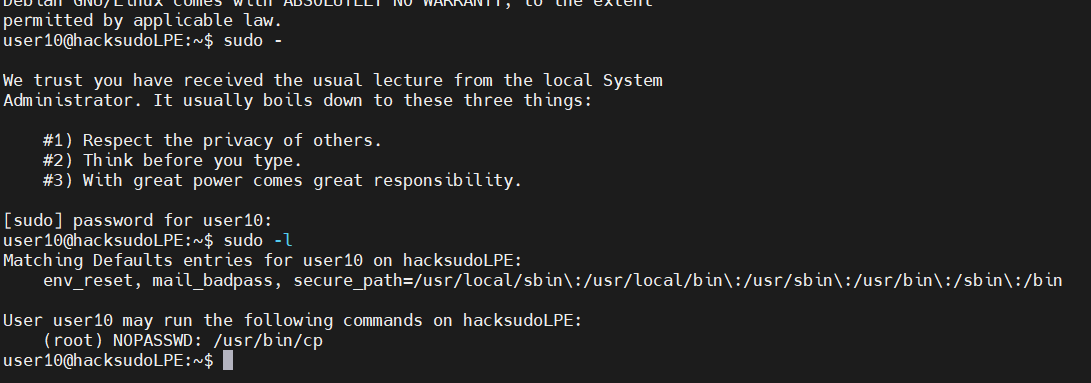 Debian GNU/Linux comes with ABSOLUTELY NO WARRANTY, to the extent
permitted by applicable law.
user10@hacksudoLPE:~$ sudo -
We trust you have received the usual lecture from the local System
Administrator. It usually boils down to these three things:
#1) Respect the privacy of others.
#2) Think before you type.
#3) With great power comes great responsibility.
[sudo] password for user10:
user10@hacksudoLPE:~$ sudo -l
Matching Defaults entries for user10 on hacksudoLPE:
env_reset, mail_badpass, secure_path=/usr/local/sbin\:/usr/local/bin\:/usr/sbin\:/usr/bin\:/sbin\:/bin
User user10 may run the following commands on hacksudoLPE:
(root) NOPASSWD: /usr/bin/cp
user10@hacksudoLPE:~$